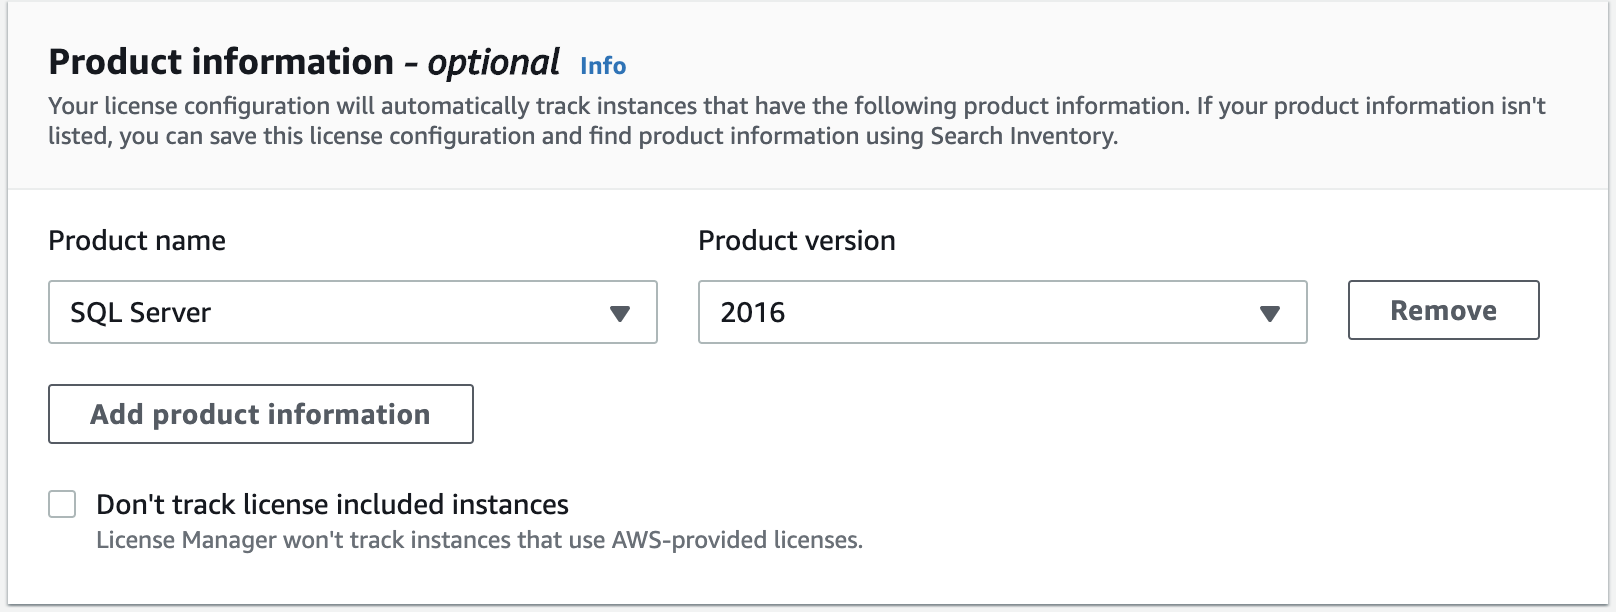 Product information - optional Info
Your license configuration will automatically track instances that have the following product information. If your product information isn't
listed, you can save this license configuration and find product information using Search Inventory.
Product name
Product version
SQL Server
2016
Remove
Add product information
Don't track license included instances
License Manager won't track instances that use AWS-provided licenses.